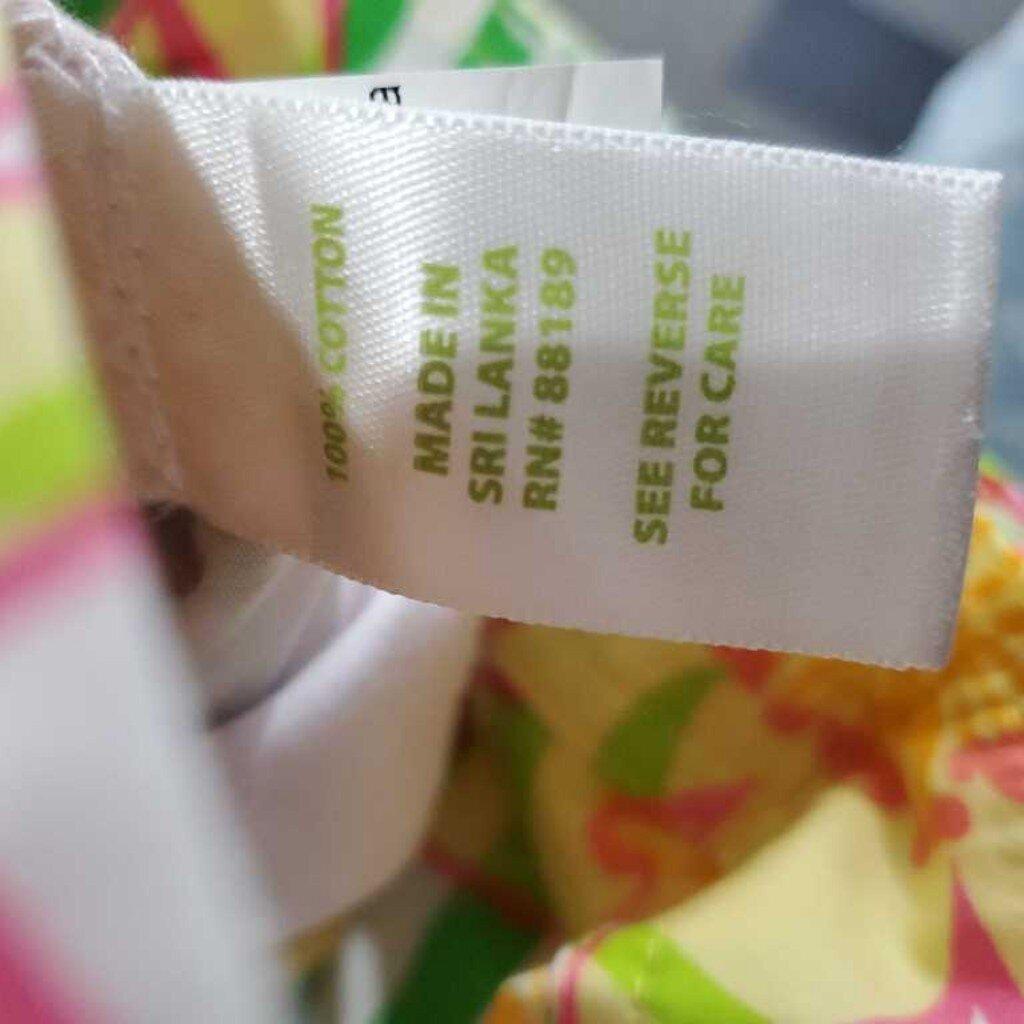 100% COTTON
MADE IN
SRI LANKA
RN# 88189
SEE REVERSE
FOR CARE